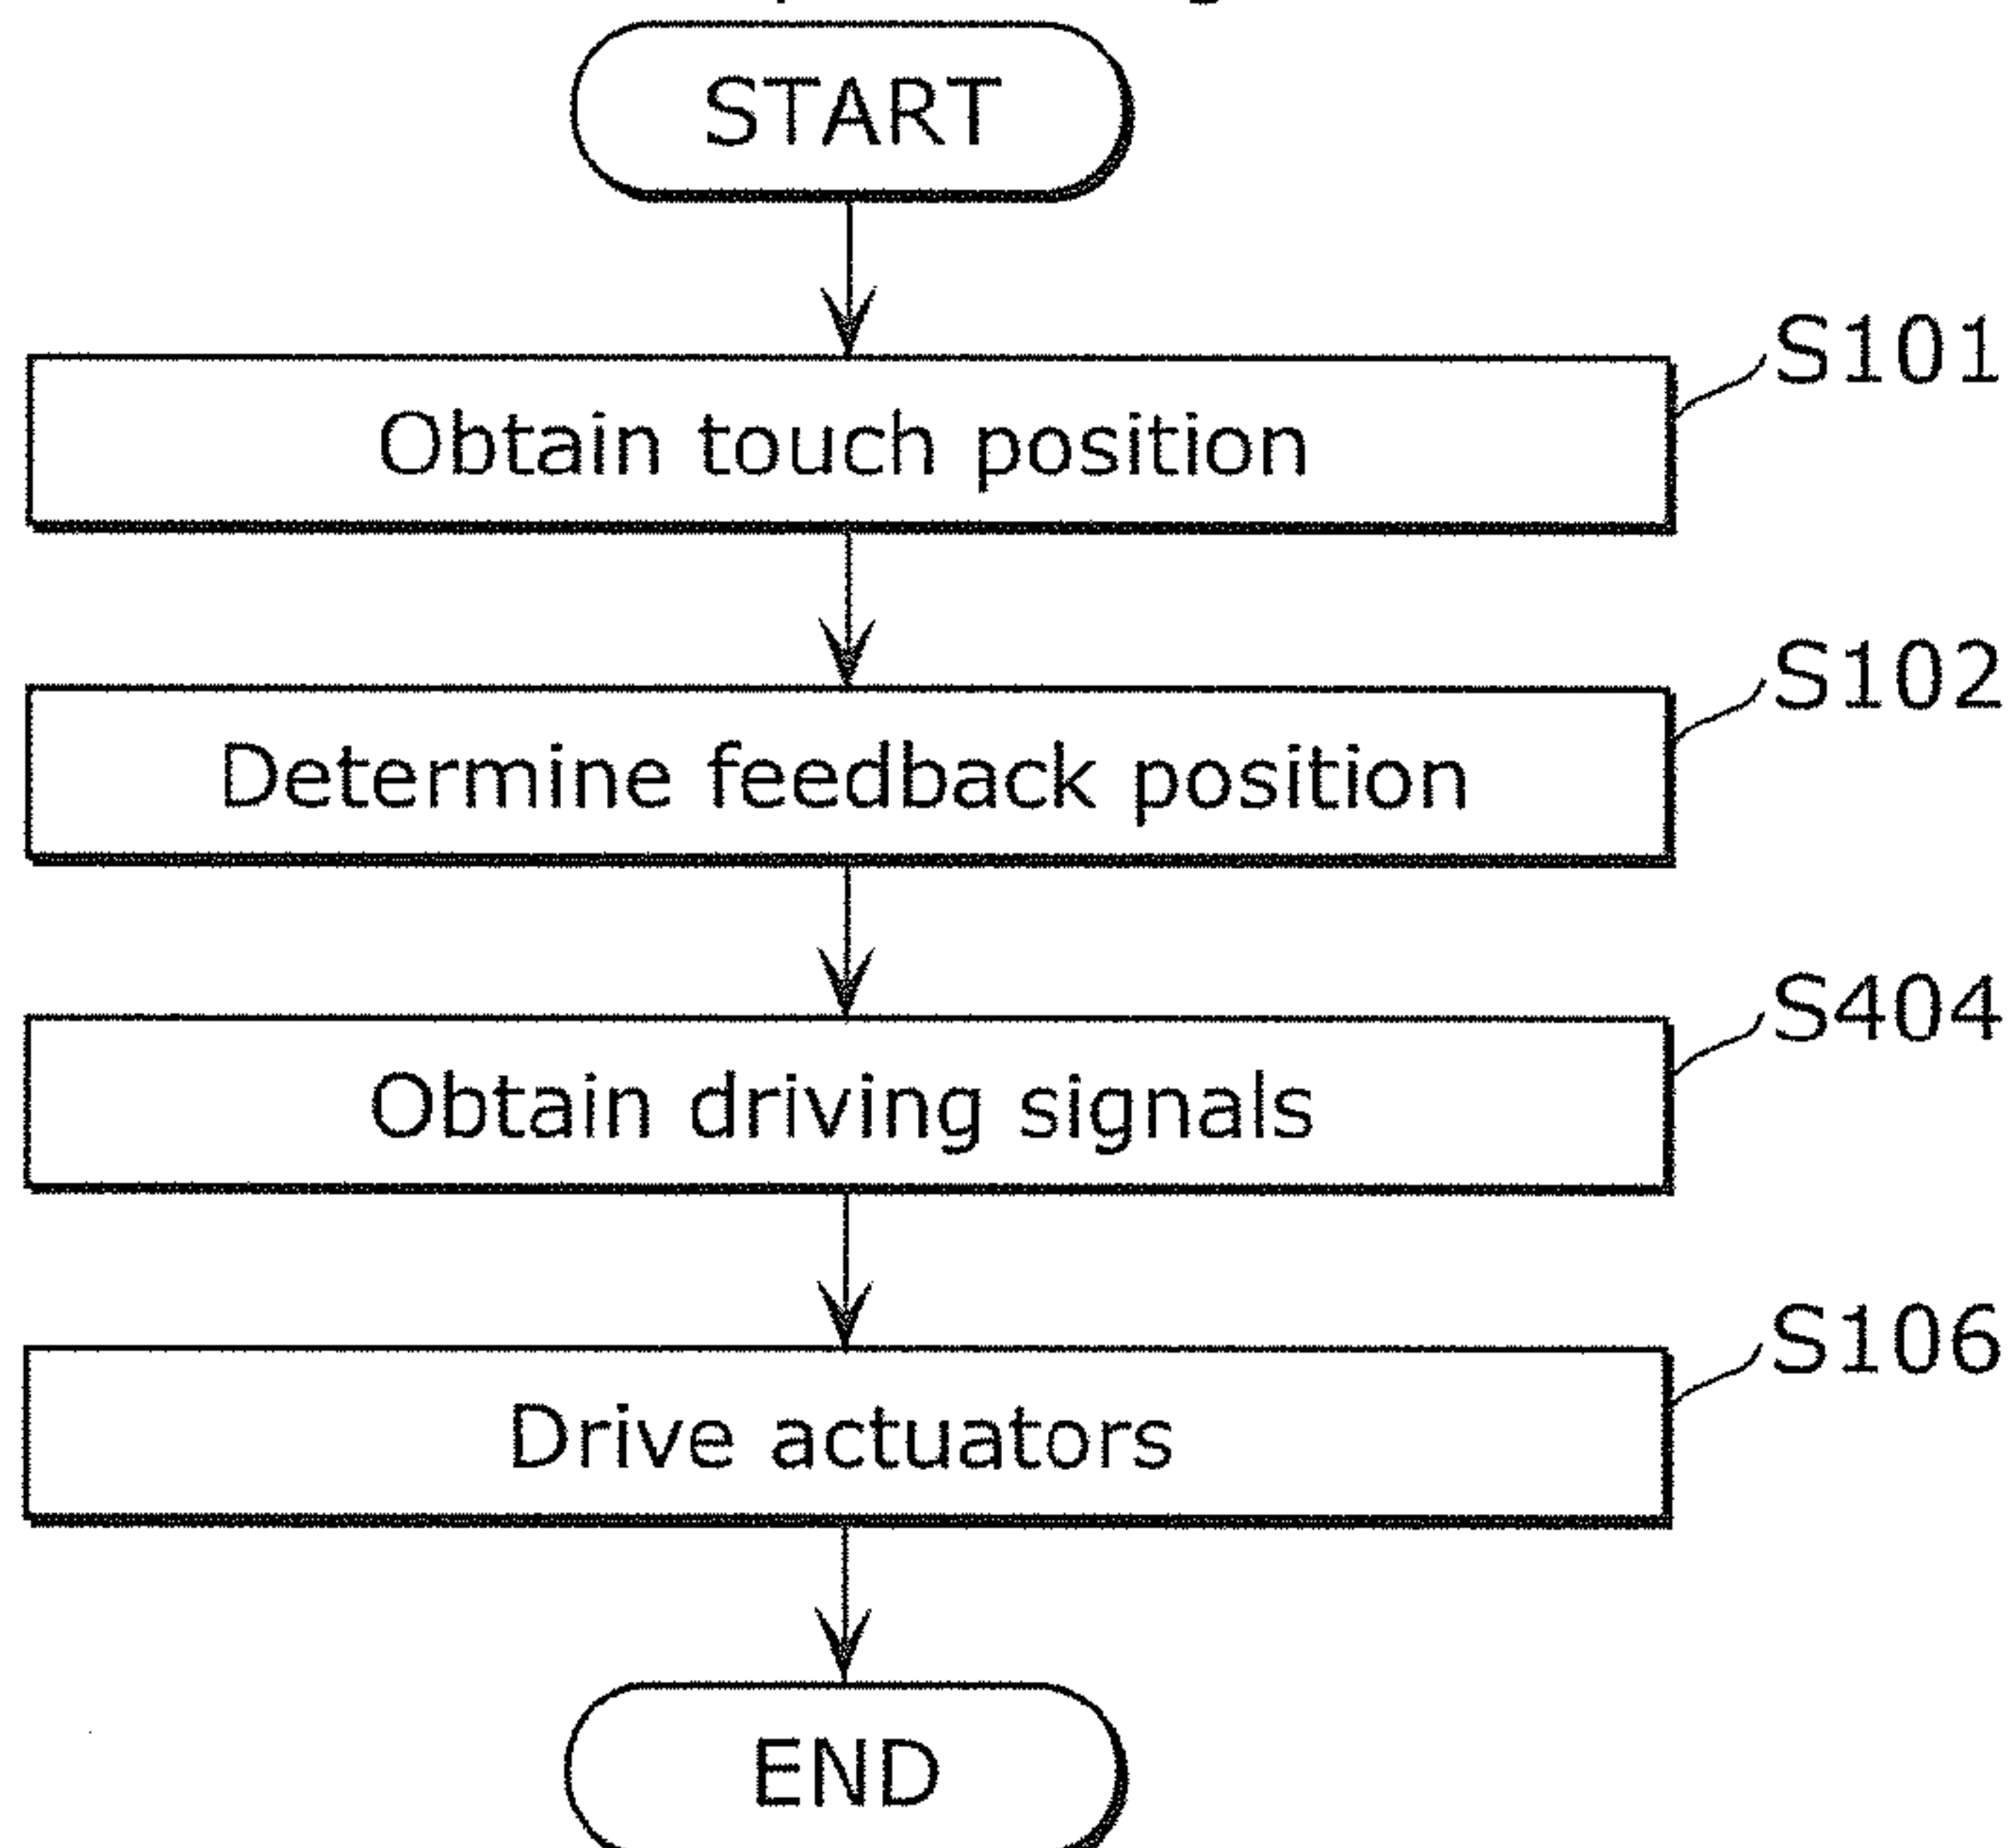 START
S101
Obtain touch position
S102
Determine feedback position
S404
Obtain driving signals
S106
Drive actuators
END